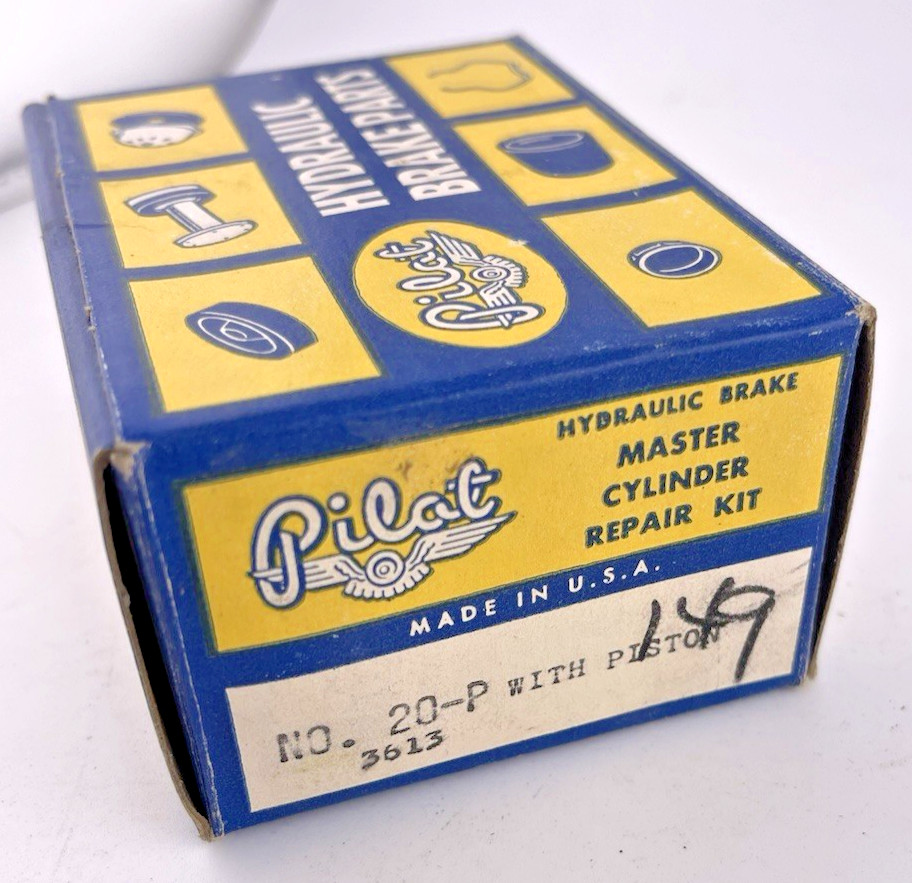 HYDRAULIC
BRAKE PARTS
Pilot
Pilot
HYDRAULIC BRAKE
MASTER
CYLINDER
REPAIR KIT
MADE IN U.S.A.
149
NO. 20-P WITH PISTON
3613